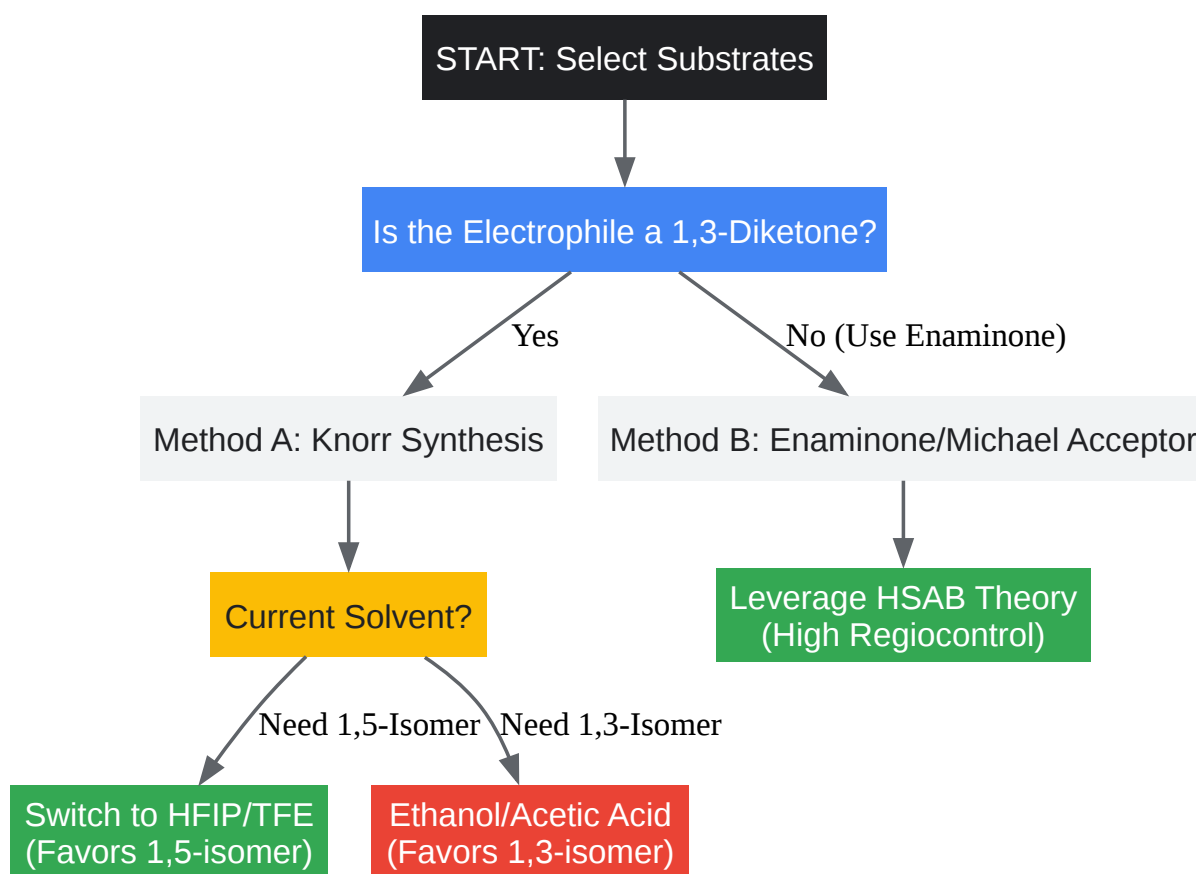 START: Select Substrates
Is the Electrophile a 1,3-Diketone?
Yes
No (Use Enaminone)
Method A: Knorr Synthesis
Method B: Enaminone/Michael Acceptor
Current Solvent?
Leverage HSAB Theory
(High Regiocontrol)
Need 1,5-Isomer
Need 1,3-Isomer
Switch to HFIP/TFE
(Favors 1,5-isomer)
Ethanol/Acetic Acid
(Favors 1,3-isomer)